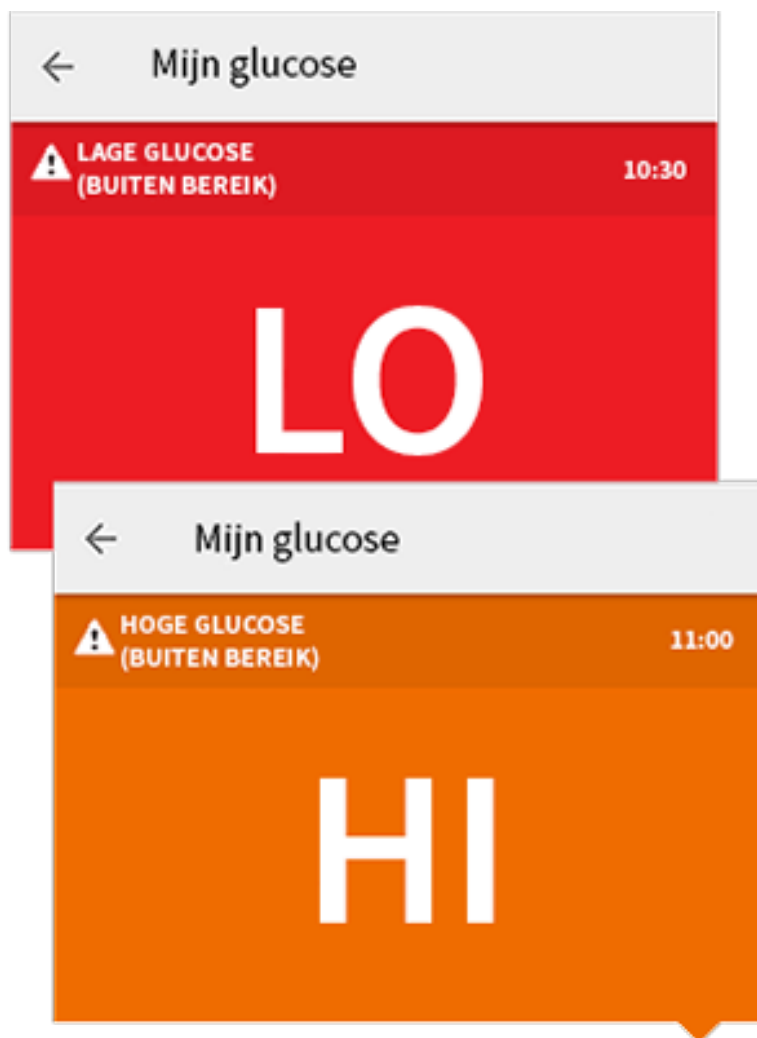 Mijn glucose
LAGE GLUCOSE
(BUITEN BEREIK)
10:30
LO
Mijn glucose
HOGE GLUCOSE
(BUITEN BEREIK)
11:00
HI